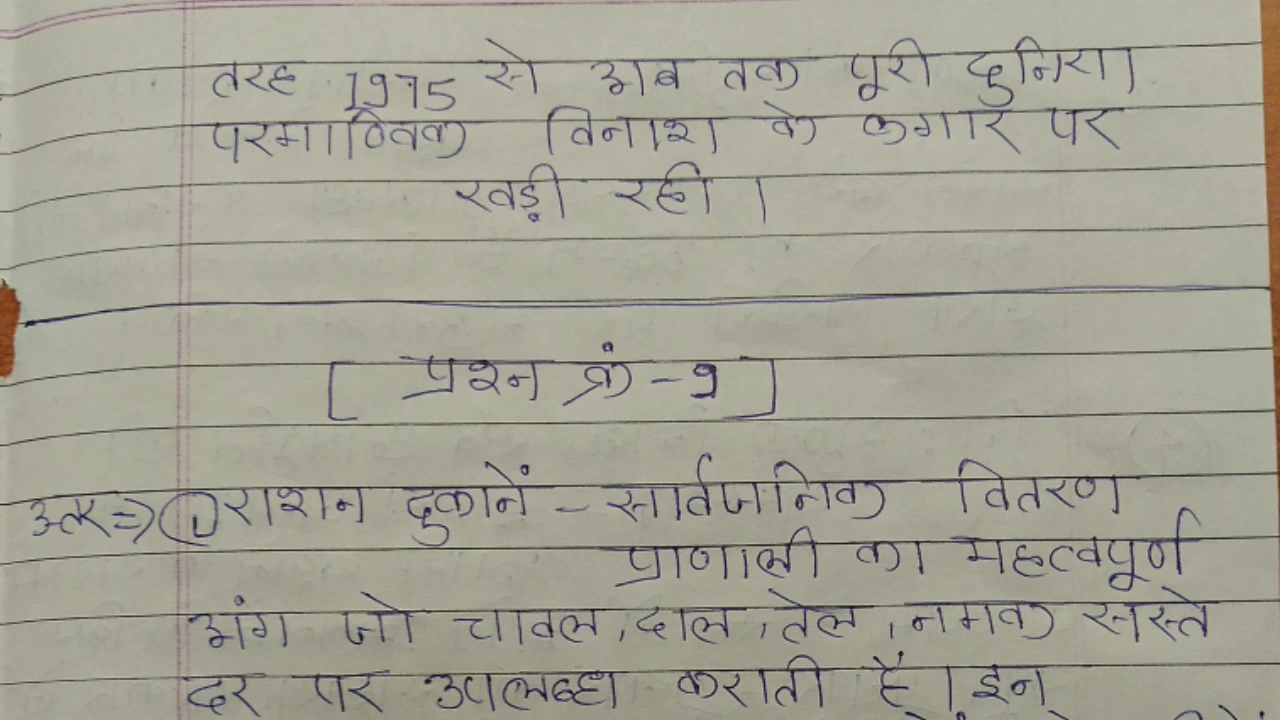 तरह 1975 से अब तक पूरी दुनिया
परमाण्विक विनाश के कगार पर
खड़ी रही ।
[ प्रश्न क्रं - 9 ]
उत्तर ⇒ ① राशन दुकानें - सार्वजनिक वितरण
प्रणाली का महत्वपूर्ण
अंग जो चावल, दाल, तेल, नमक सस्ते
दर पर उपलब्ध कराती है । इन